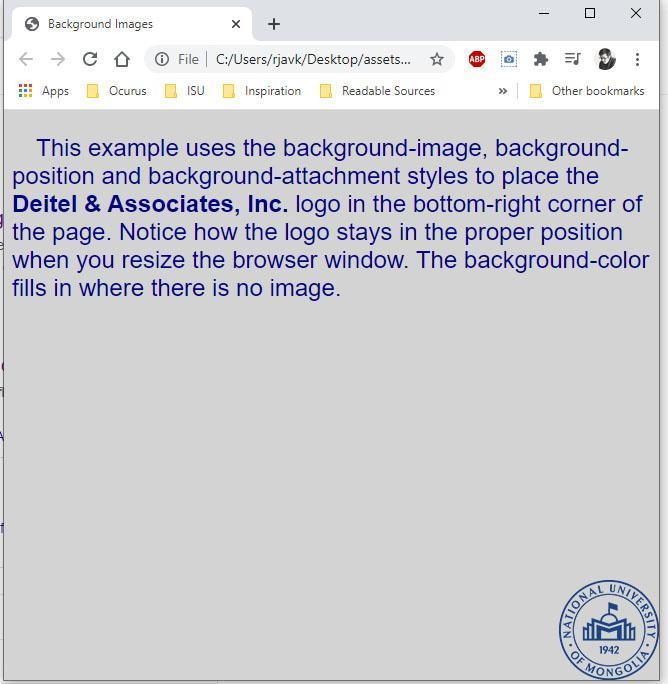 Background Images
File
C:/Users/rjavk/Desktop/assets...
ABP
Apps
Ocurus
ISU
Inspiration
Readable Sources
»
Other bookmarks
This example uses the background-image, background-
position and background-attachment styles to place the
Deitel & Associates, Inc. logo in the bottom-right corner of
the page. Notice how the logo stays in the proper position
when you resize the browser window. The background-color
fills in where there is no image.
NATIONAL UNIVERSITY
1942
OF MONGOLIA